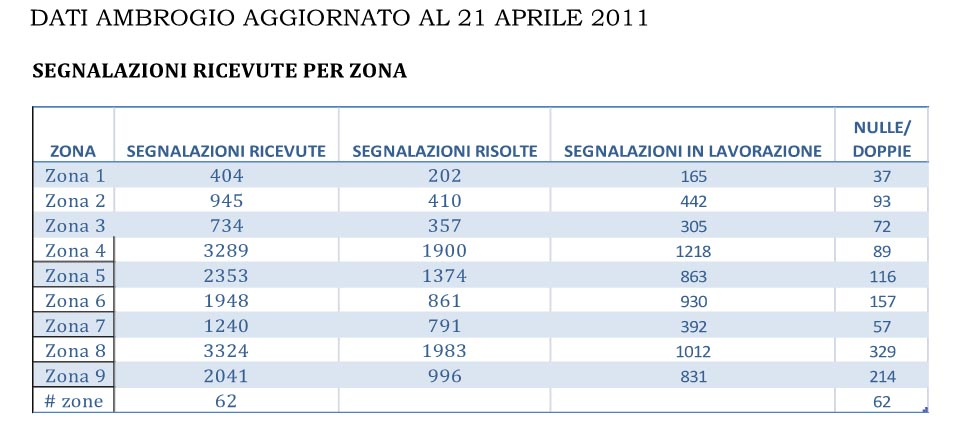 DATI AMBROGIO AGGIORNATO AL 21 APRILE 2011
SEGNALAZIONI RICEVUTE PER ZONA
ZONA SEGNALAZIONI RICEVUTE SEGNALAZIONI RISOLTE SEGNALAZIONI IN LAVORAZIONE NULLE/ DOPPIE
Zona 1 404 202 165 37
Zona 2 945 410 442 93
Zona 3 734 357 305 72
Zona 4 3289 1900 1218 89
Zona 5 2353 1374 863 116
Zona 6 1948 861 930 157
Zona 7 1240 791 392 57
Zona 8 3324 1983 1012 329
Zona 9 2041 996 831 214
# zone 62 62